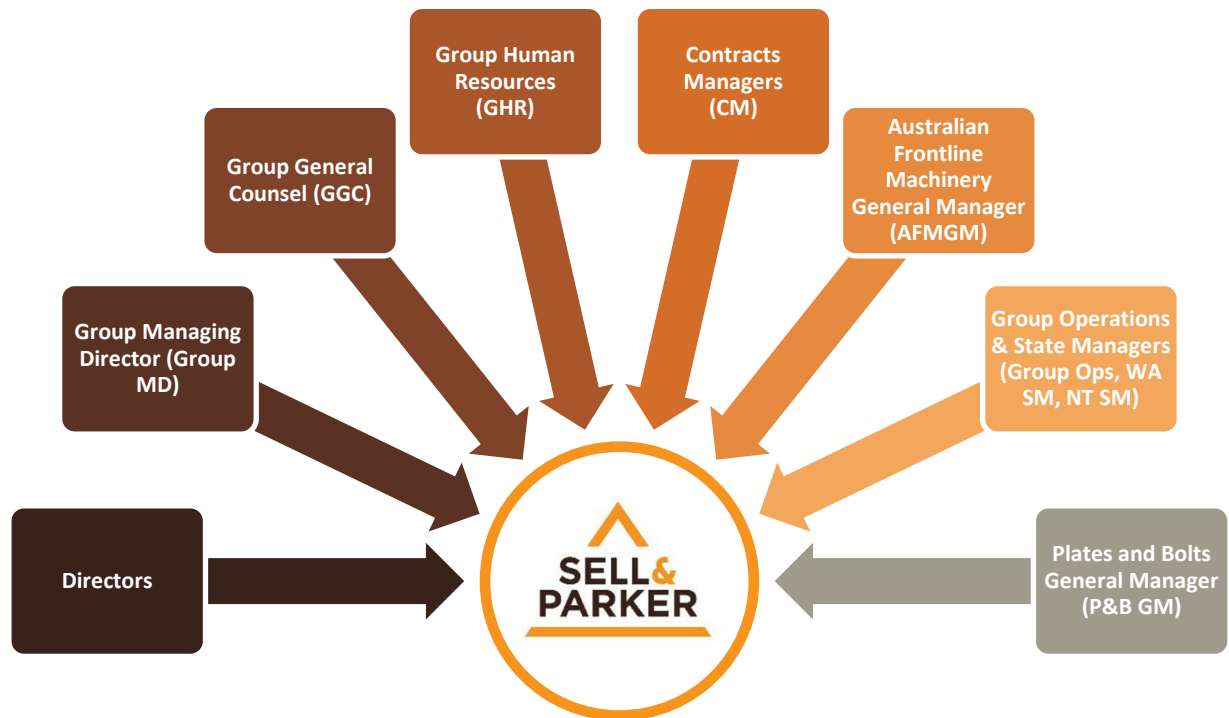 Directors
Group Managing
Director (Group
MD)
Group General
Counsel (GGC)
Group Human
Resources
(GHR)
Contracts
Managers
(CM)
Australian
Frontline
Machinery
General Manager
(AFMGM)
Group Operations
& State Managers
(Group Ops, WA
SM, NT SM)
Plates and Bolts
General Manager
(P&B GM)
SELL&
PARKER